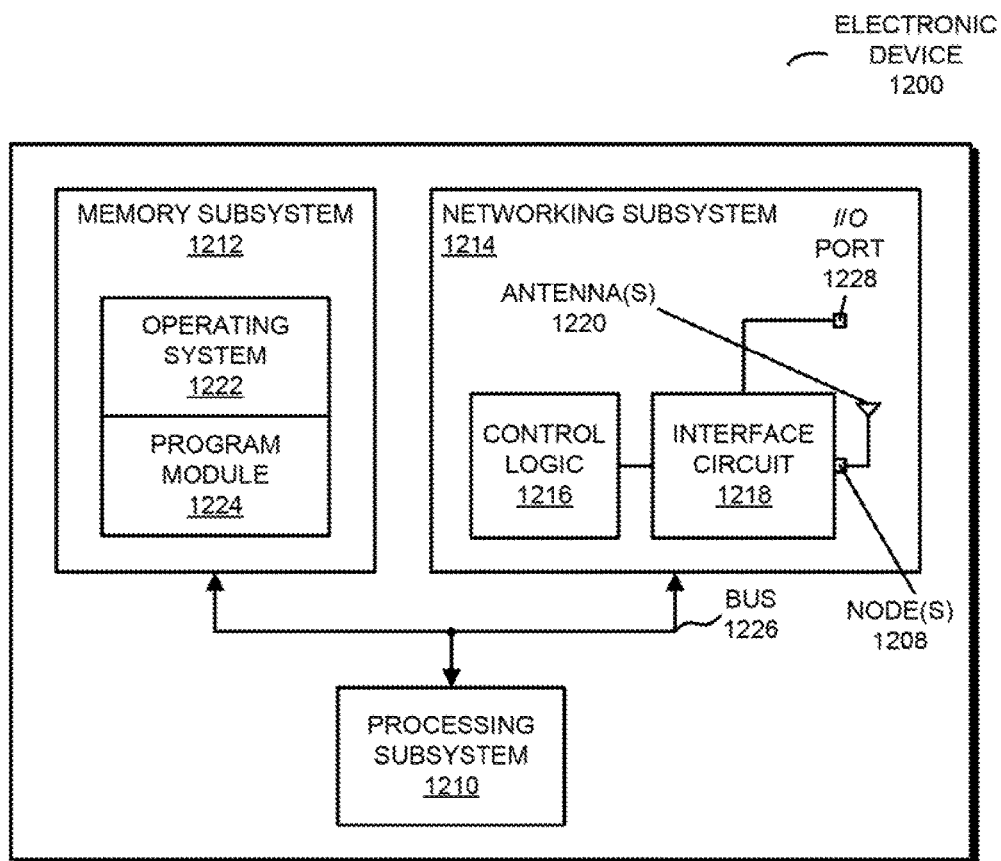 ELECTRONIC
DEVICE
1200
MEMORY SUBSYSTEM
1212
OPERATING
SYSTEM
1222
PROGRAM
MODULE
1224
NETWORKING SUBSYSTEM
1214
I/O
PORT
1228
ANTENNA(S)
1220
CONTROL
LOGIC
1216
INTERFACE
CIRCUIT
1218
BUS
1226
NODE(S)
1208
PROCESSING
SUBSYSTEM
1210